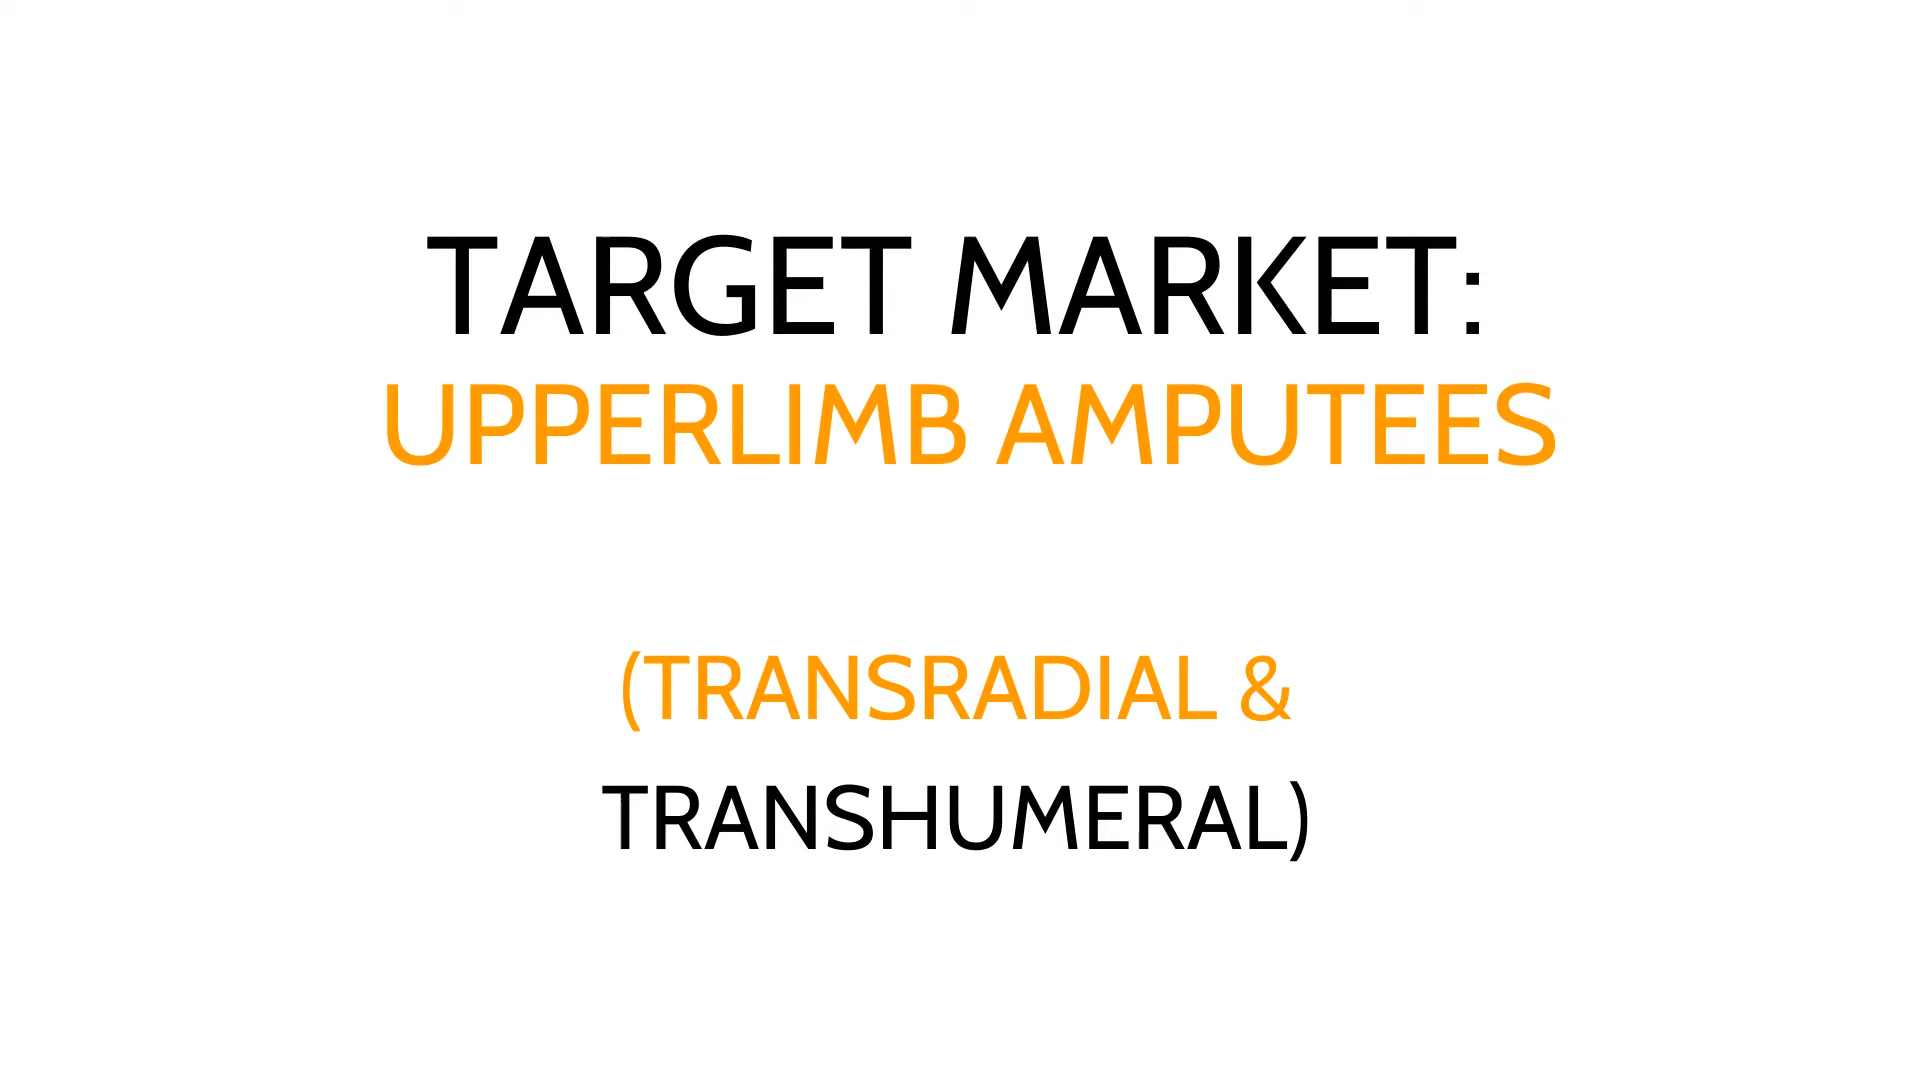 TARGET MARKET:
UPPERLIMB AMPUTEES
(TRANSRADIAL &
TRANSHUMERAL)